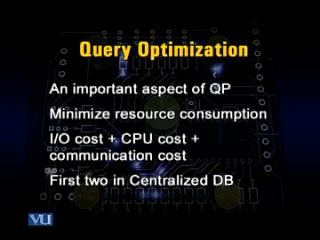 Query Optimization
An important aspect of QP
Minimize resource consumption
I/O cost + CPU cost +
communication cost
First two in Centralized DB
VU